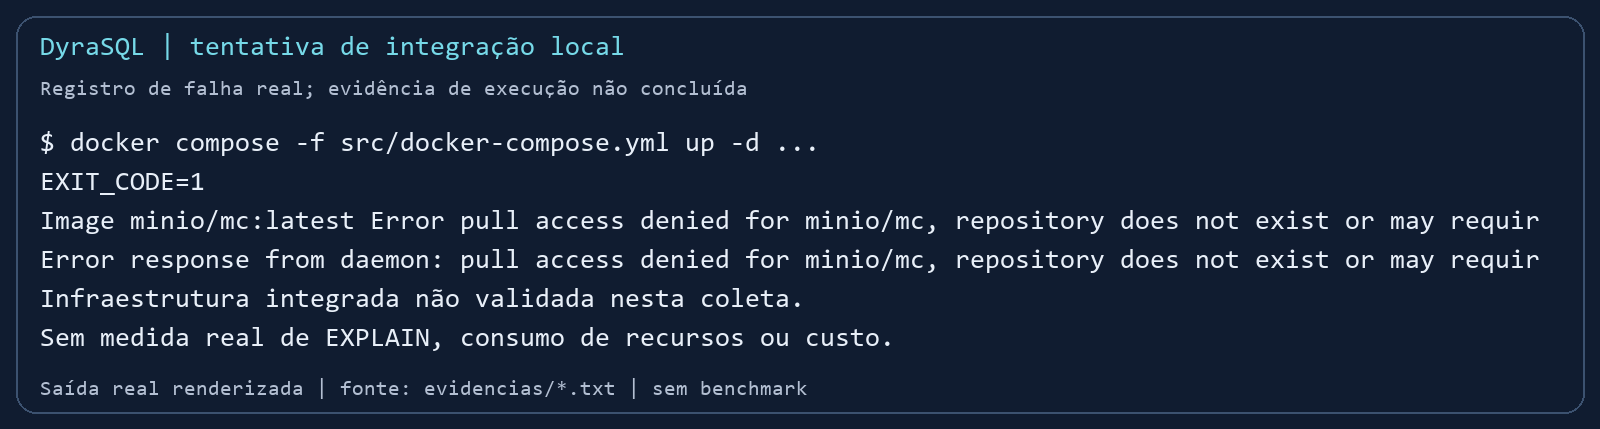 DyraSQL | tentativa de integração local
Registro de falha real; evidência de execução não concluída
$ docker compose -f src/docker-compose.yml up -d ...
EXIT_CODE=1
Image minio/mc:latest Error pull access denied for minio/mc, repository does not exist or may requir
Error response from daemon: pull access denied for minio/mc, repository does not exist or may requir
Infraestrutura integrada não validada nesta coleta.
Sem medida real de EXPLAIN, consumo de recursos ou custo.
Saída real renderizada | fonte: evidencias/*.txt | sem benchmark